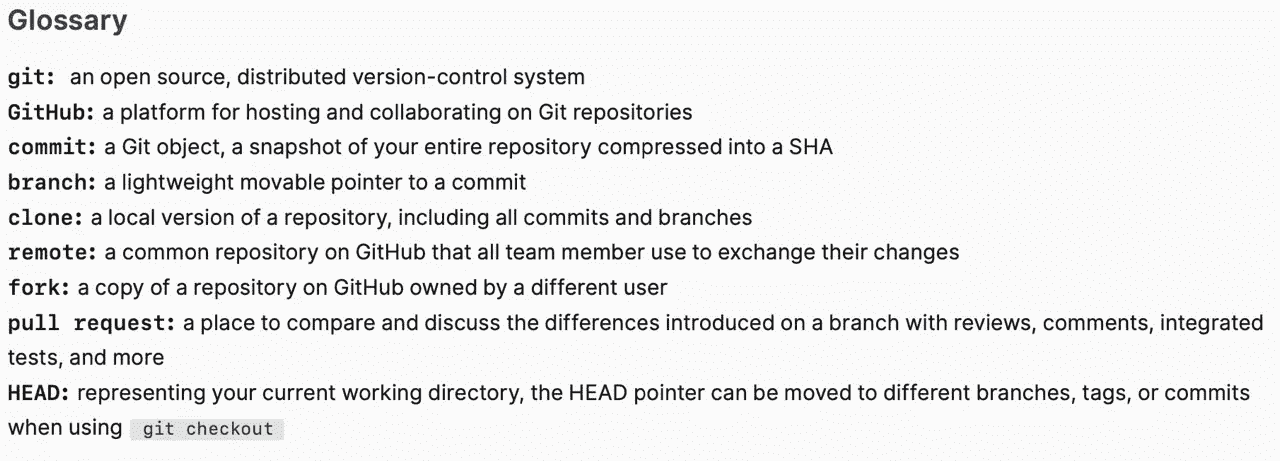 Glossary
git: an open source, distributed version-control system
GitHub: a platform for hosting and collaborating on Git repositories
commit: a Git object, a snapshot of your entire repository compressed into a SHA
branch: a lightweight movable pointer to a commit
clone: a local version of a repository, including all commits and branches
remote: a common repository on GitHub that all team member use to exchange their changes
fork: a copy of a repository on GitHub owned by a different user
pull request: a place to compare and discuss the differences introduced on a branch with reviews, comments, integrated
tests, and more
HEAD: representing your current working directory, the HEAD pointer can be moved to different branches, tags, or commits
when using git checkout